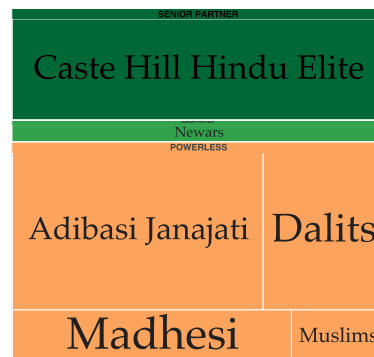 SENIOR PARTNER
Caste Hill Hindu Elite
Newars
POWERLESS
Adibasi Janajati
Dalits
Madhesi
Muslims